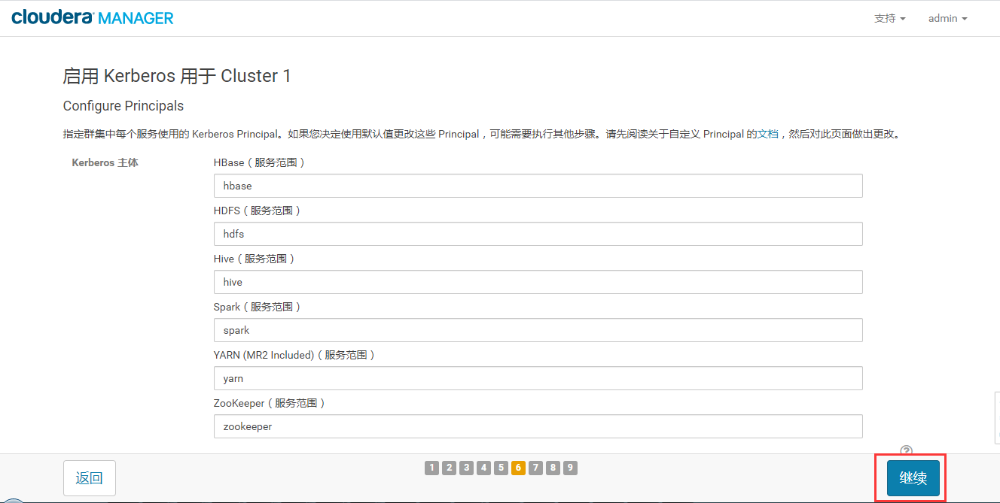 cloudera MANAGER
支持 admin
启用 Kerberos 用于 Cluster 1
Configure Principals
指定群集中每个服务使用的 Kerberos Principal。如果您决定使用默认值更改这些 Principal，可能需要执行其他步骤。请先阅读关于自定义 Principal 的文档，然后对此页面做出更改。
Kerberos 主体
HBase（服务范围）
hbase
HDFS（服务范围）
hdfs
Hive（服务范围）
hive
Spark（服务范围）
spark
YARN (MR2 Included)（服务范围）
yarn
ZooKeeper（服务范围）
zookeeper
?
返回 1 2 3 4 5 6 7 8 9 继续